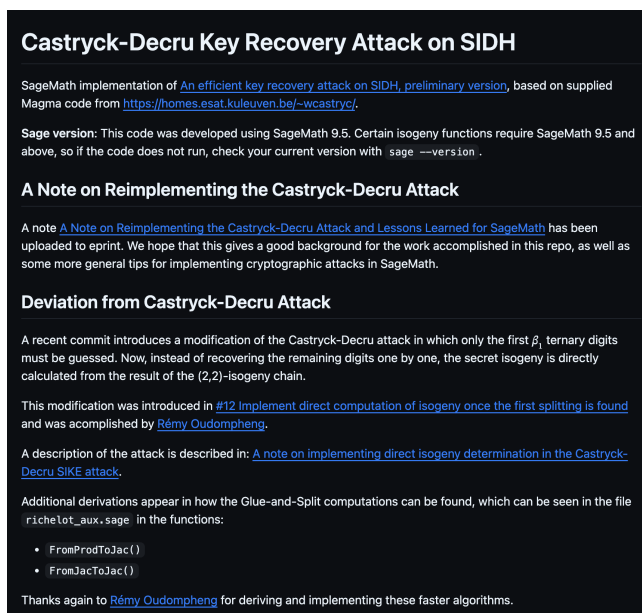 Castryck-Decru Key Recovery Attack on SIDH
SageMath implementation of An efficient key recovery attack on SIDH, preliminary version, based on supplied
Magma code from https://homes.esat.kuleuven.be/~wcastryc/.
Sage version: This code was developed using SageMath 9.5. Certain isogeny functions require SageMath 9.5 and
above, so if the code does not run, check your current version with sage --version.
A Note on Reimplementing the Castryck-Decru Attack
A note A Note on Reimplementing the Castryck-Decru Attack and Lessons Learned for SageMath has been
uploaded to eprint. We hope that this gives a good background for the work accomplished in this repo, as well as
some more general tips for implementing cryptographic attacks in SageMath.
Deviation from Castryck-Decru Attack
A recent commit introduces a modification of the Castryck-Decru attack in which only the first β₁ ternary digits
must be guessed. Now, instead of recovering the remaining digits one by one, the secret isogeny is directly
calculated from the result of the (2,2)-isogeny chain.
This modification was introduced in #12 Implement direct computation of isogeny once the first splitting is found
and was acomplished by Rémy Oudompheng.
A description of the attack is described in: A note on implementing direct isogeny determination in the Castryck-
Decru SIKE attack.
Additional derivations appear in how the Glue-and-Split computations can be found, which can be seen in the file
richelot_aux.sage in the functions:
• FromProdToJac()
• FromJacToJac()
Thanks again to Rémy Oudompheng for deriving and implementing these faster algorithms.